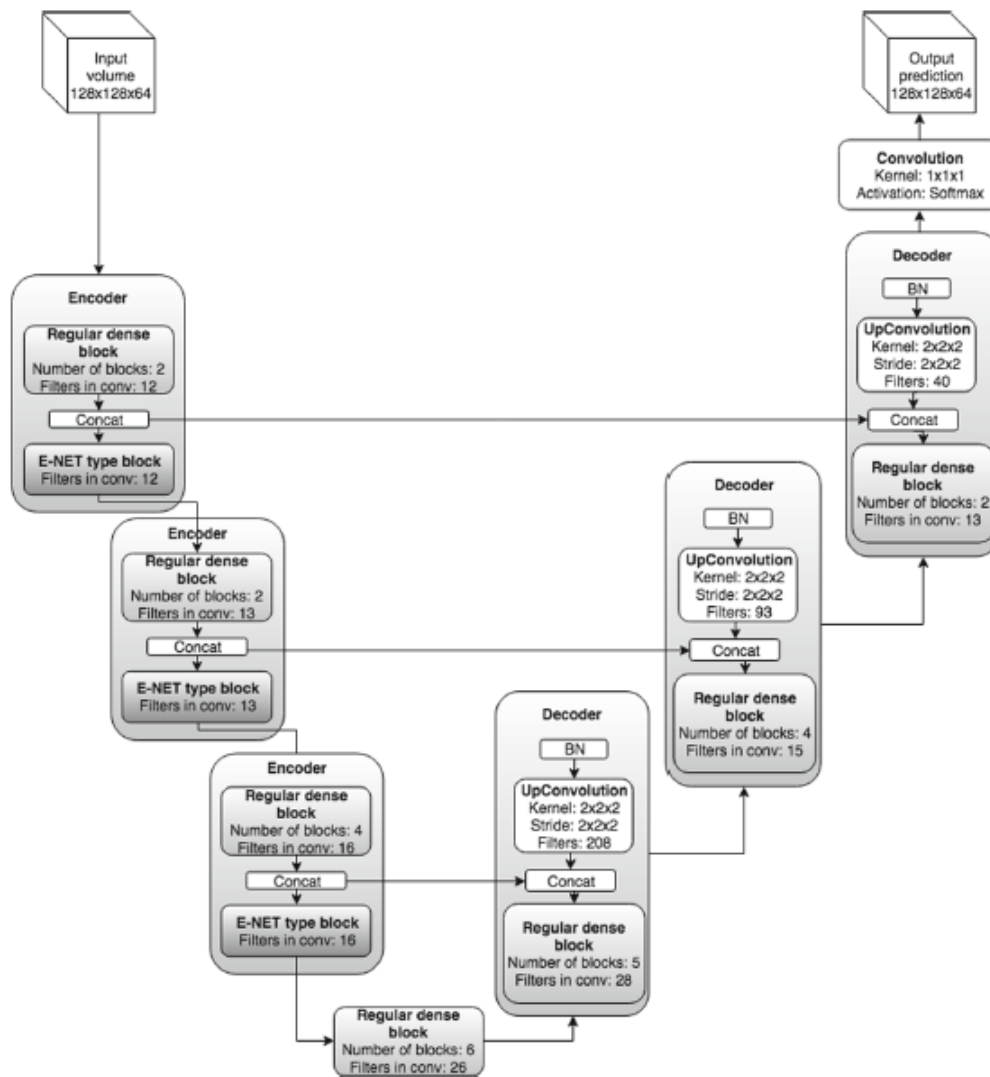 Input
volume
128x128x64
Output
prediction
128x128x64
Convolution
Kernel: 1x1x1
Activation: Softmax
Encoder
Regular dense
block
Number of blocks: 2
Filters in conv: 12
Concat
E-NET type block
Filters in conv: 12
Encoder
Regular dense
block
Number of blocks: 2
Filters in conv: 13
Concat
E-NET type block
Filters in conv: 13
Encoder
Regular dense
block
Number of blocks: 4
Filters in conv: 16
Concat
E-NET type block
Filters in conv: 16
Regular dense
block
Number of blocks: 6
Filters in conv: 26
Decoder
BN
UpConvolution
Kernel: 2x2x2
Stride: 2x2x2
Filters: 208
Concat
Regular dense
block
Number of blocks: 5
Filters in conv: 28
Decoder
BN
UpConvolution
Kernel: 2x2x2
Stride: 2x2x2
Filters: 93
Concat
Regular dense
block
Number of blocks: 4
Filters in conv: 15
Decoder
BN
UpConvolution
Kernel: 2x2x2
Stride: 2x2x2
Filters: 40
Concat
Regular dense
block
Number of blocks: 2
Filters in conv: 13